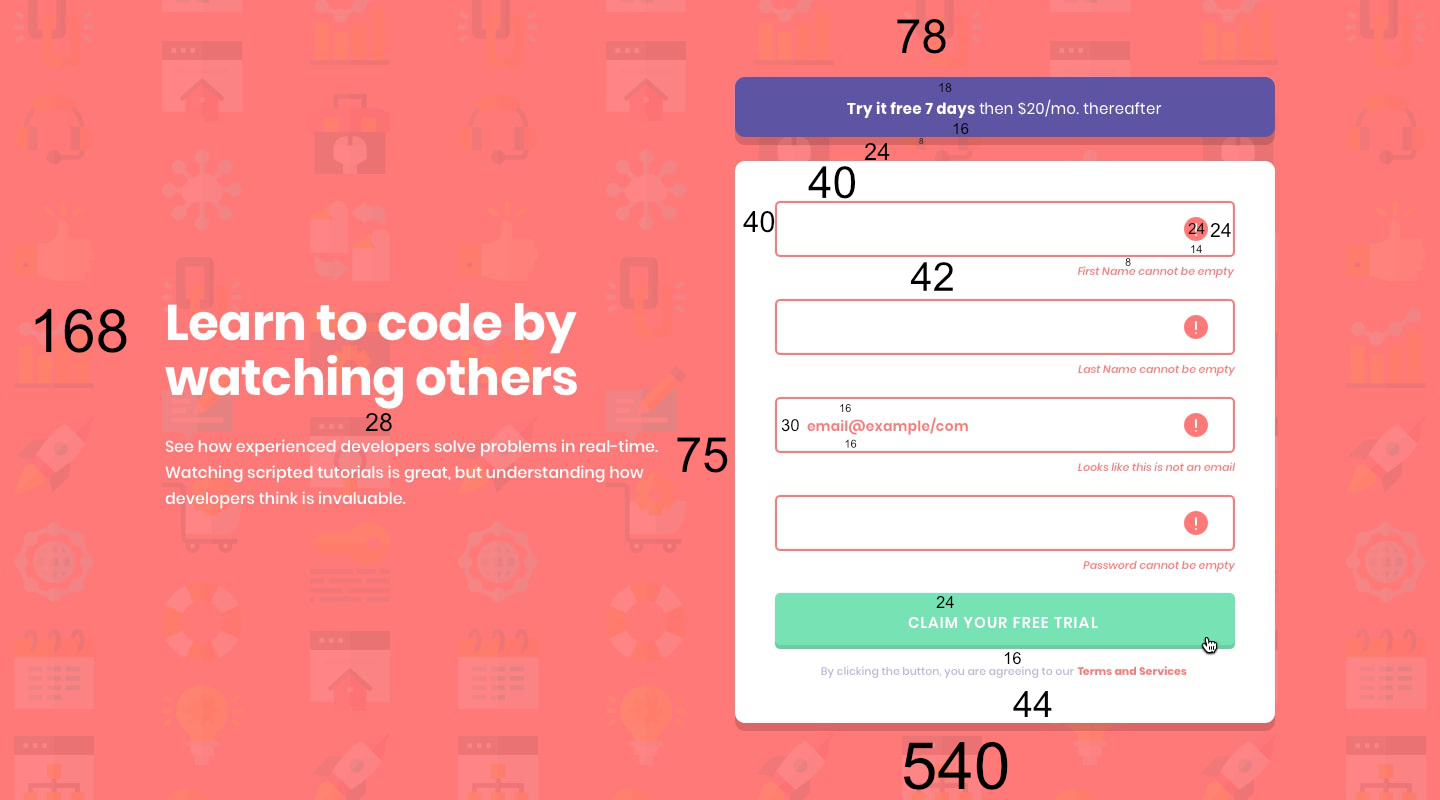 78
18
Try it free 7 days then $20/mo. thereafter
16
8
24
40
40
24 24
14
8
First Name cannot be empty
42
168
Learn to code by
watching others
28
See how experienced developers solve problems in real-time.
Watching scripted tutorials is great, but understanding how
developers think is invaluable.
75
!
Last Name cannot be empty
16
30 email@example/com !
16
Looks like this is not an email
!
Password cannot be empty
24
CLAIM YOUR FREE TRIAL
16
By clicking the button, you are agreeing to our Terms and Services
44
540